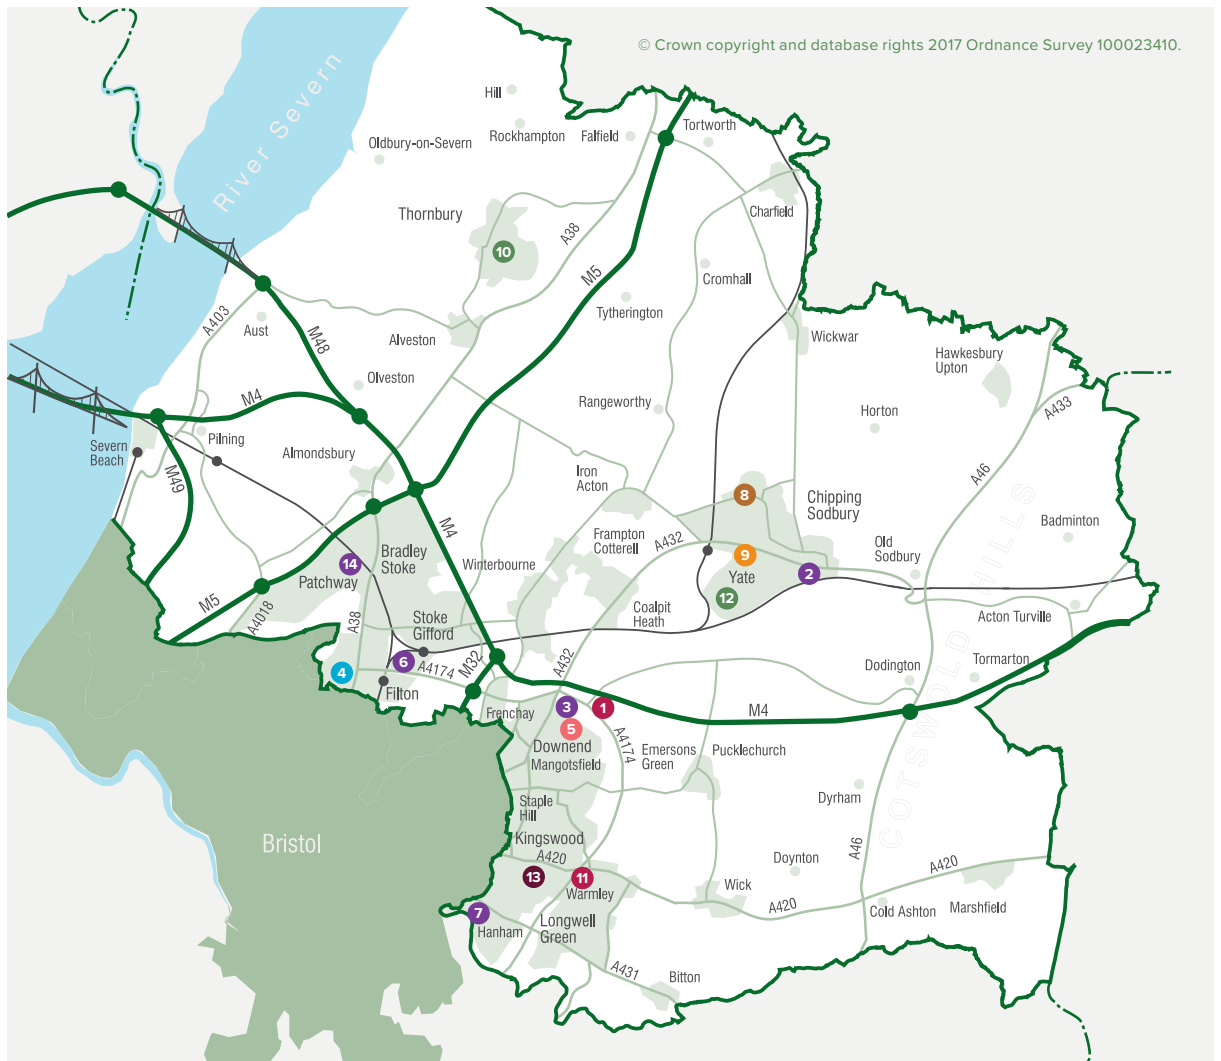 © Crown copyright and database rights 2017 Ordnance Survey 100023410.
River Severn
Hill
Rockhampton
Falfield
Tortworth
Oldbury-on-Severn
Charfield
Thornbury
10
A38
M5
Cromhall
Tytherington
A403
Aust
M48
Alveston
Wickwar
Hawkesbury
Upton
Olveston
M4
Rangeworthy
Horton
A433
Pilning
Severn
Beach
Almondsbury
M49
Iron
Acton
A46
8
Chipping
Sodbury
Badminton
M4
Frampton
Cotterell
A432
Old
Sodbury
Bradley
Stoke
Winterbourne
9
14
Patchway
Yate
2
12
M5
A4018
A38
Stoke
Gifford
Coalpit
Heath
Acton Turville
COTSWOLD HILLS
6
A4174
M32
A432
4
Filton
Dodington
Tormarton
Frenchay
3
1
M4
5
Downend
Mangotsfield
A4174
Emersons
Green
Pucklechurch
Dyrham
Staple
Hill
Kingswood
Bristol
A420
A46
Doynton
A420
13
11
Warmley
Wick
A420
Cold Ashton
Marshfield
7
Hanham
Longwell
Green
A431
Bitton